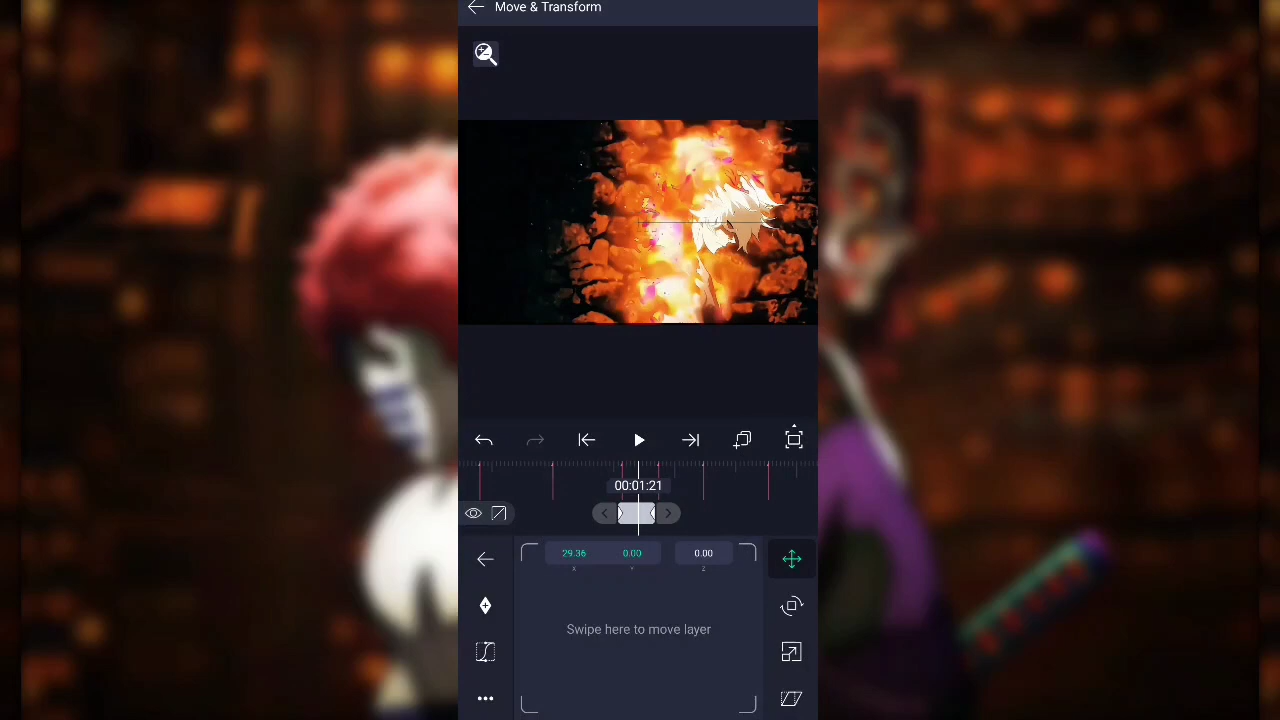 Move & Transform
00:01:21
29.36 0.00 0.00
X Y Z
Swipe here to move layer